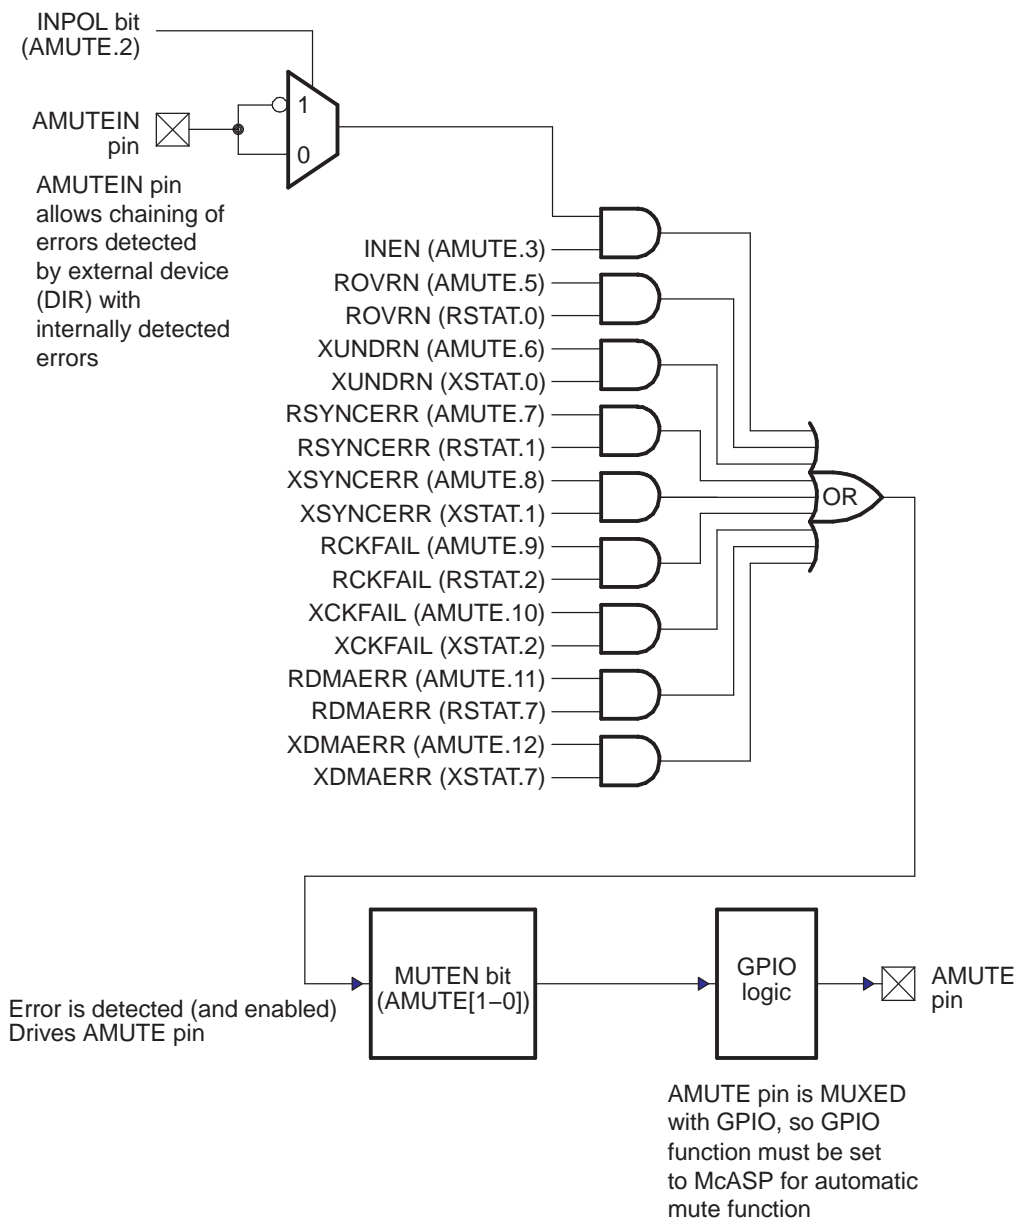 INPOL bit
(AMUTE.2)
AMUTEIN
pin
1
0
AMUTEIN pin
allows chaining of
errors detected
by external device
(DIR) with
internally detected
errors
INEN (AMUTE.3)
ROVRN (AMUTE.5)
ROVRN (RSTAT.0)
XUNDRN (AMUTE.6)
XUNDRN (XSTAT.0)
RSYNCERR (AMUTE.7)
RSYNCERR (RSTAT.1)
XSYNCERR (AMUTE.8)
XSYNCERR (XSTAT.1)
RCKFAIL (AMUTE.9)
RCKFAIL (RSTAT.2)
XCKFAIL (AMUTE.10)
XCKFAIL (XSTAT.2)
RDMAERR (AMUTE.11)
RDMAERR (RSTAT.7)
XDMAERR (AMUTE.12)
XDMAERR (XSTAT.7)
OR
Error is detected (and enabled)
Drives AMUTE pin
MUTEN bit
(AMUTE[1–0])
GPIO
logic
AMUTE
pin
AMUTE pin is MUXED
with GPIO, so GPIO
function must be set
to McASP for automatic
mute function